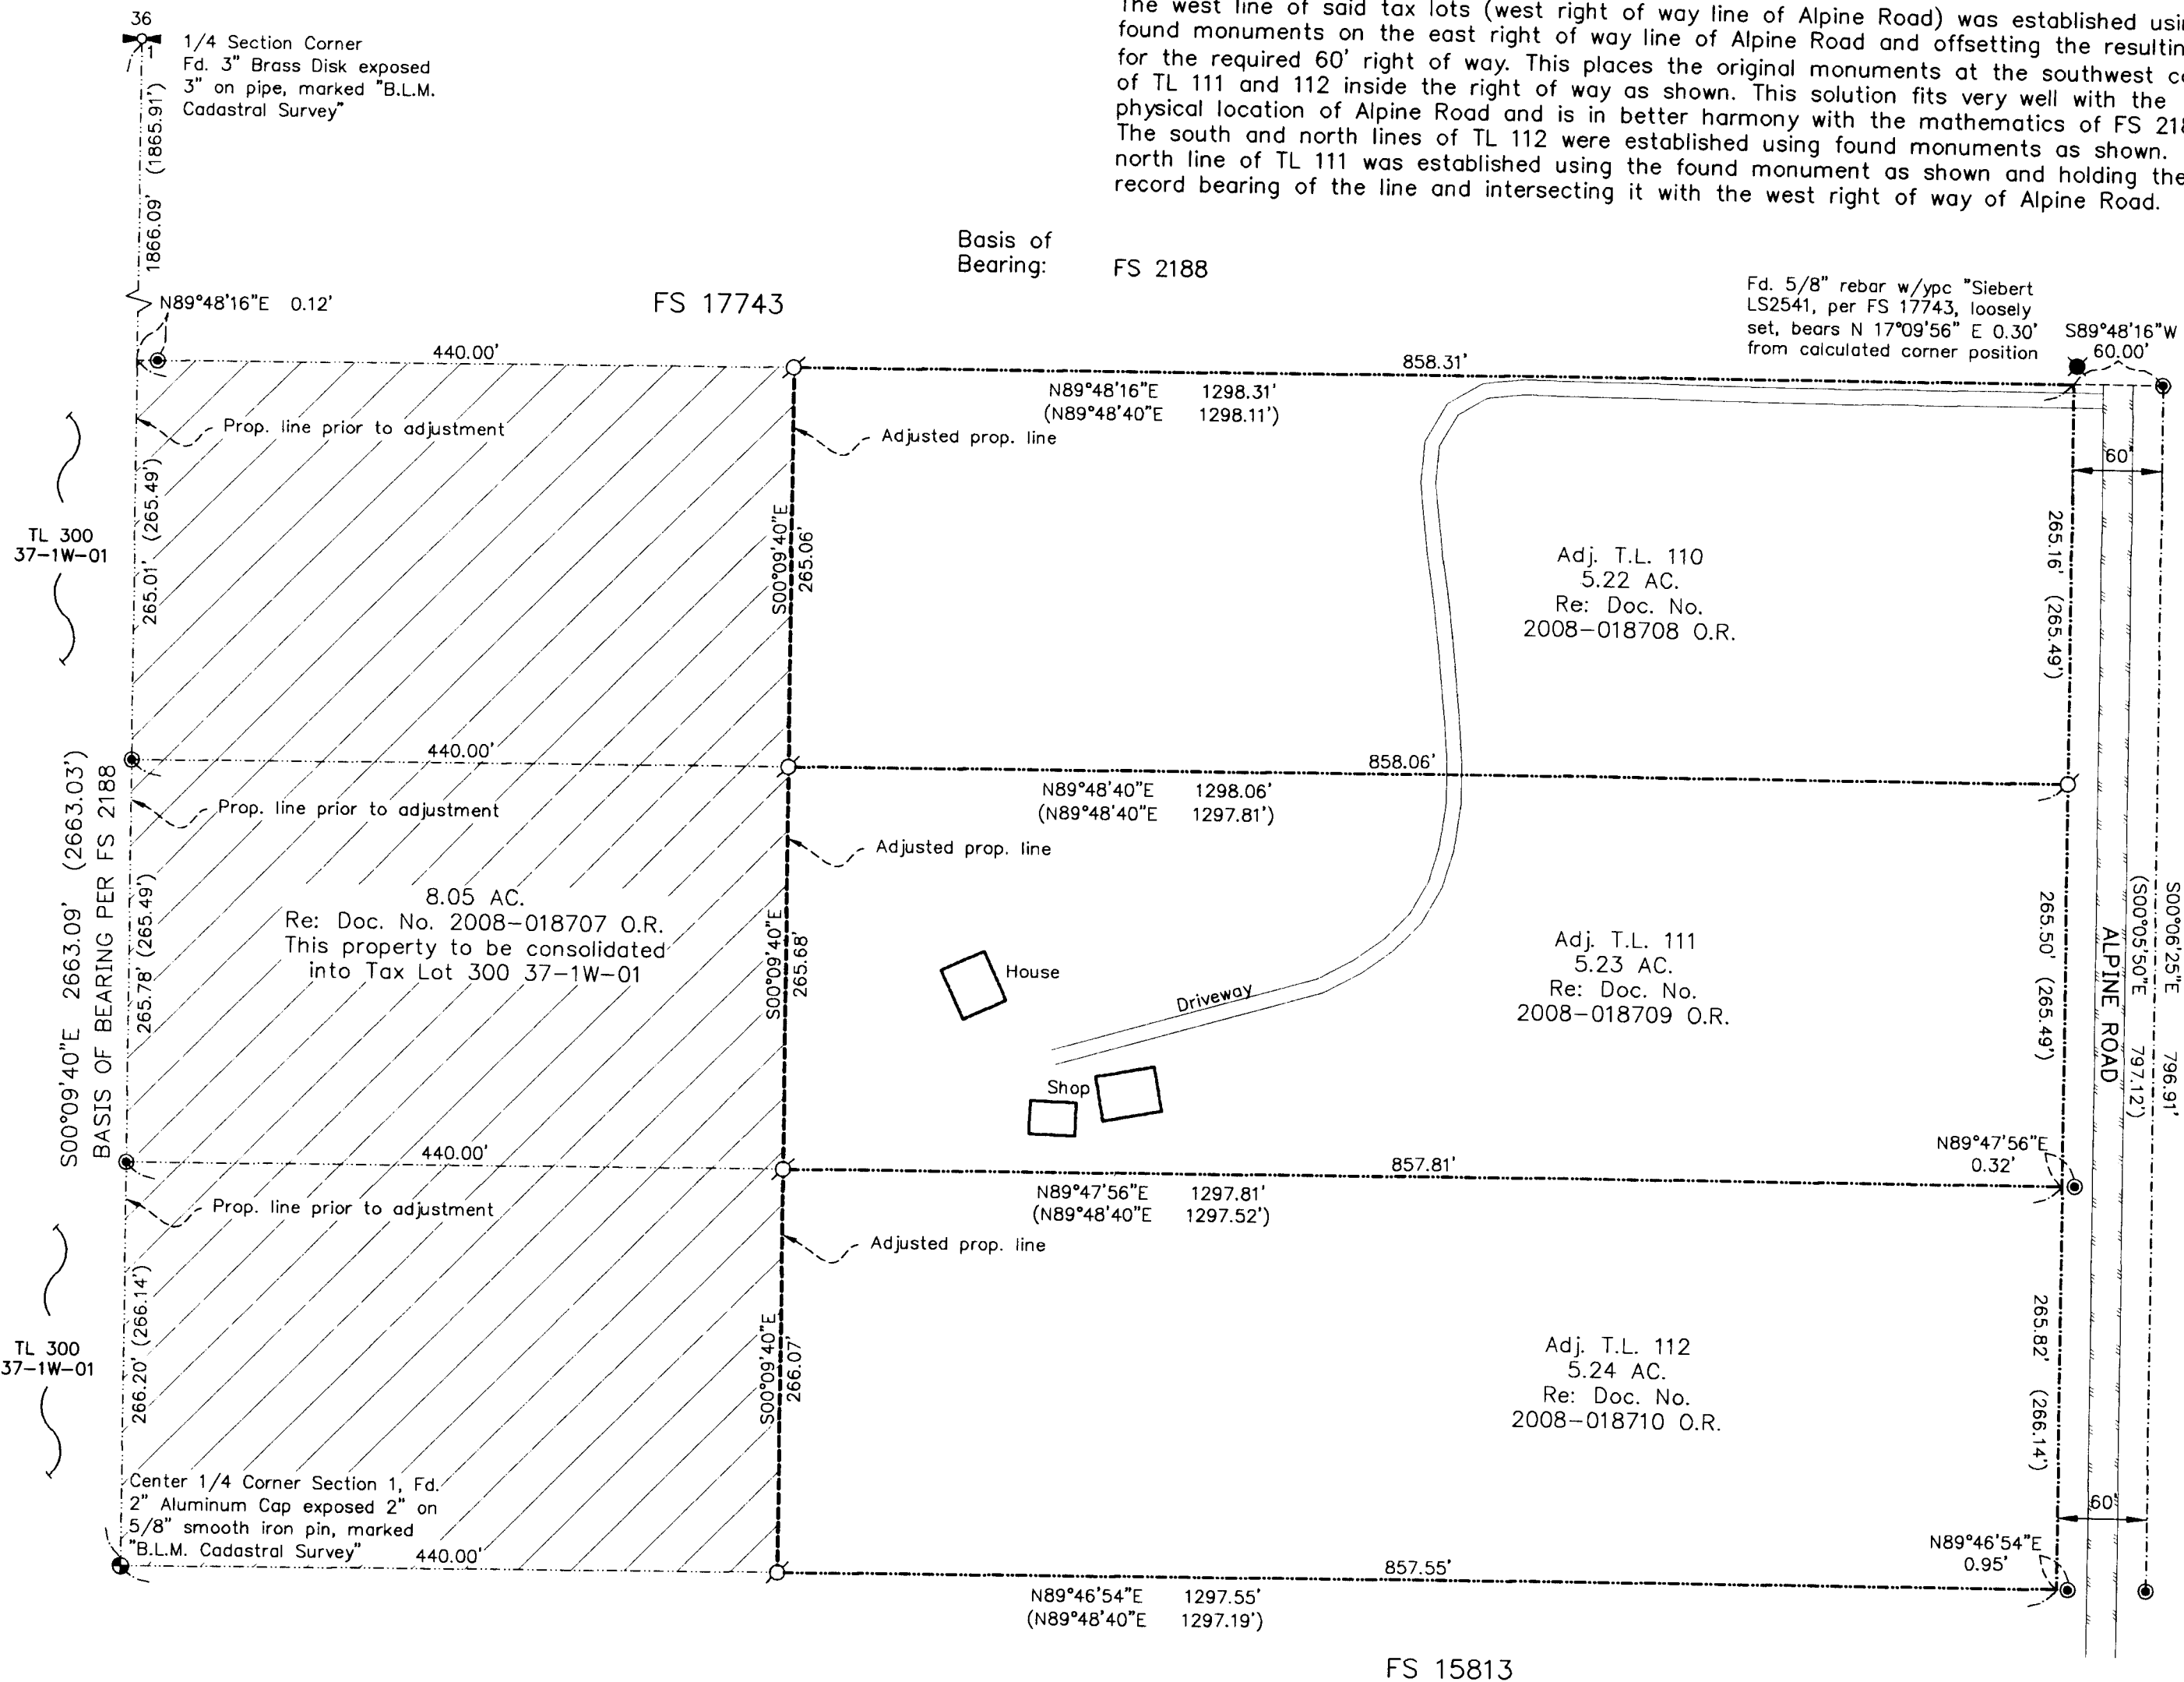 The west line of said tax lots (west right of way line of Alpine Road) was established
found monuments on the east right of way line of Alpine Road and offsetting the
for the required 60' right of way. This places the original monuments at the southwest
of TL 111 and 112 inside the right of way as shown. This solution fits very well with the
physical location of Alpine Road and is in better harmony with the mathematics of FS
The south and north lines of TL 112 were established using found monuments as shown.
north line of TL 111 was established using the found monument as shown and holding the
record bearing of the line and intersecting it with the west right of way of Alpine Road.
36
1
1/4 Section Corner
Fd. 3" Brass Disk exposed
3" on pipe, marked "B.L.M.
Cadastral Survey"
1866.09' (1865.91')
Basis of
Bearing: FS 2188
N89°48'16"E 0.12'
FS 17743
Fd. 5/8" rebar w/ypc "Siebert
LS2541, per FS 17743, loosely
set, bears N 17°09'56" E 0.30'
from calculated corner position
S89°48'16"W
60.00'
440.00'
858.31'
N89°48'16"E 1298.31'
(N89°48'40"E 1298.11')
Prop. line prior to adjustment
Adjusted prop. line
60'
TL 300
37-1W-01
265.01' (265.49')
S00°09'40"E
265.06'
Adj. T.L. 110
5.22 AC.
Re: Doc. No.
2008-018708 O.R.
265.16' (265.49')
440.00'
858.06'
N89°48'40"E 1298.06'
(N89°48'40"E 1297.81')
Prop. line prior to adjustment
Adjusted prop. line
S00°09'40"E 2663.09' (2663.03')
BASIS OF BEARING PER FS 2188
265.78' (265.49')
8.05 AC.
Re: Doc. No. 2008-018707 O.R.
This property to be consolidated
into Tax Lot 300 37-1W-01
S00°09'40"E
265.68'
House
Driveway
Shop
Adj. T.L. 111
5.23 AC.
Re: Doc. No.
2008-018709 O.R.
265.50' (265.49')
ALPINE ROAD
S00°06'25"E 796.91'
(S00°05'50"E 797.12')
440.00'
857.81'
N89°47'56"E
0.32'
N89°47'56"E 1297.81'
(N89°48'40"E 1297.52')
Prop. line prior to adjustment
Adjusted prop. line
TL 300
37-1W-01
266.20' (266.14')
S00°09'40"E
266.07'
Adj. T.L. 112
5.24 AC.
Re: Doc. No.
2008-018710 O.R.
265.82' (266.14')
60'
Center 1/4 Corner Section 1, Fd.
2" Aluminum Cap exposed 2" on
5/8" smooth iron pin, marked
"B.L.M. Cadastral Survey"
440.00'
857.55'
N89°46'54"E
0.95'
N89°46'54"E 1297.55'
(N89°48'40"E 1297.19')
FS 15813